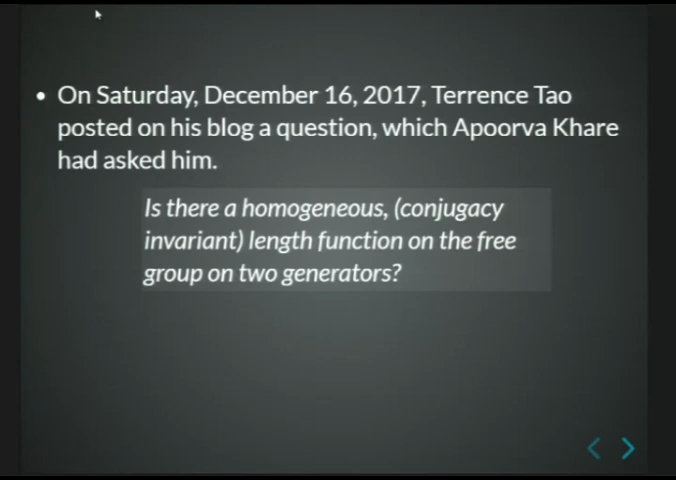 • On Saturday, December 16, 2017, Terrence Tao
posted on his blog a question, which Apoorva Khare
had asked him.
Is there a homogeneous, (conjugacy
invariant) length function on the free
group on two generators?